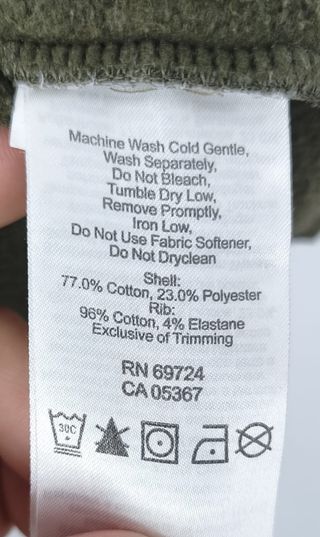 Machine Wash Cold Gentle,
Wash Separately,
Do Not Bleach,
Tumble Dry Low,
Remove Promptly,
Iron Low,
Do Not Use Fabric Softener,
Do Not Dryclean
Shell:
77.0% Cotton, 23.0% Polyester
Rib:
96% Cotton, 4% Elastane
Exclusive of Trimming
RN 69724
CA 05367
30C